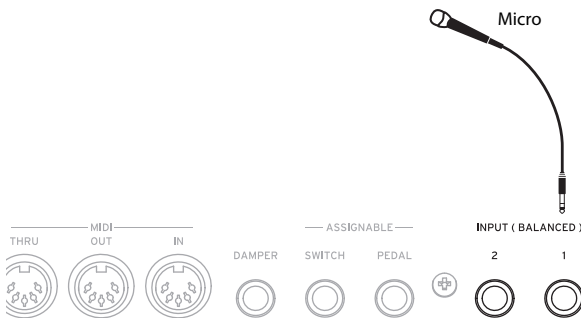 Micro
MIDI
THRU OUT IN
DAMPER
ASSIGNABLE
SWITCH PEDAL
INPUT ( BALANCED )
2 1